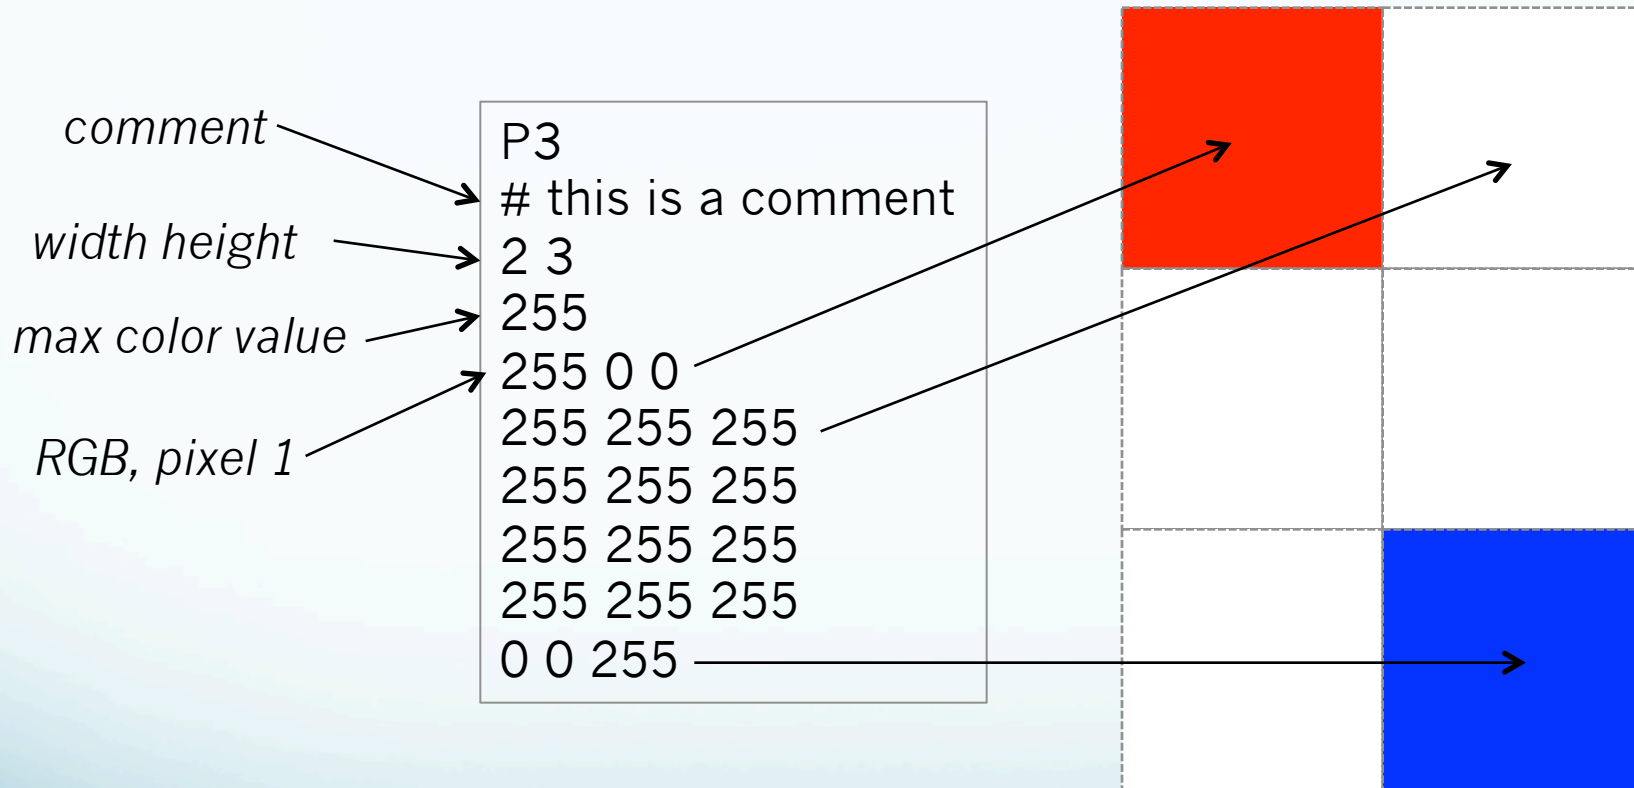 comment
width height
max color value
RGB, pixel 1
P3
# this is a comment
2 3
255
255 0 0
255 255 255
255 255 255
255 255 255
255 255 255
0 0 255